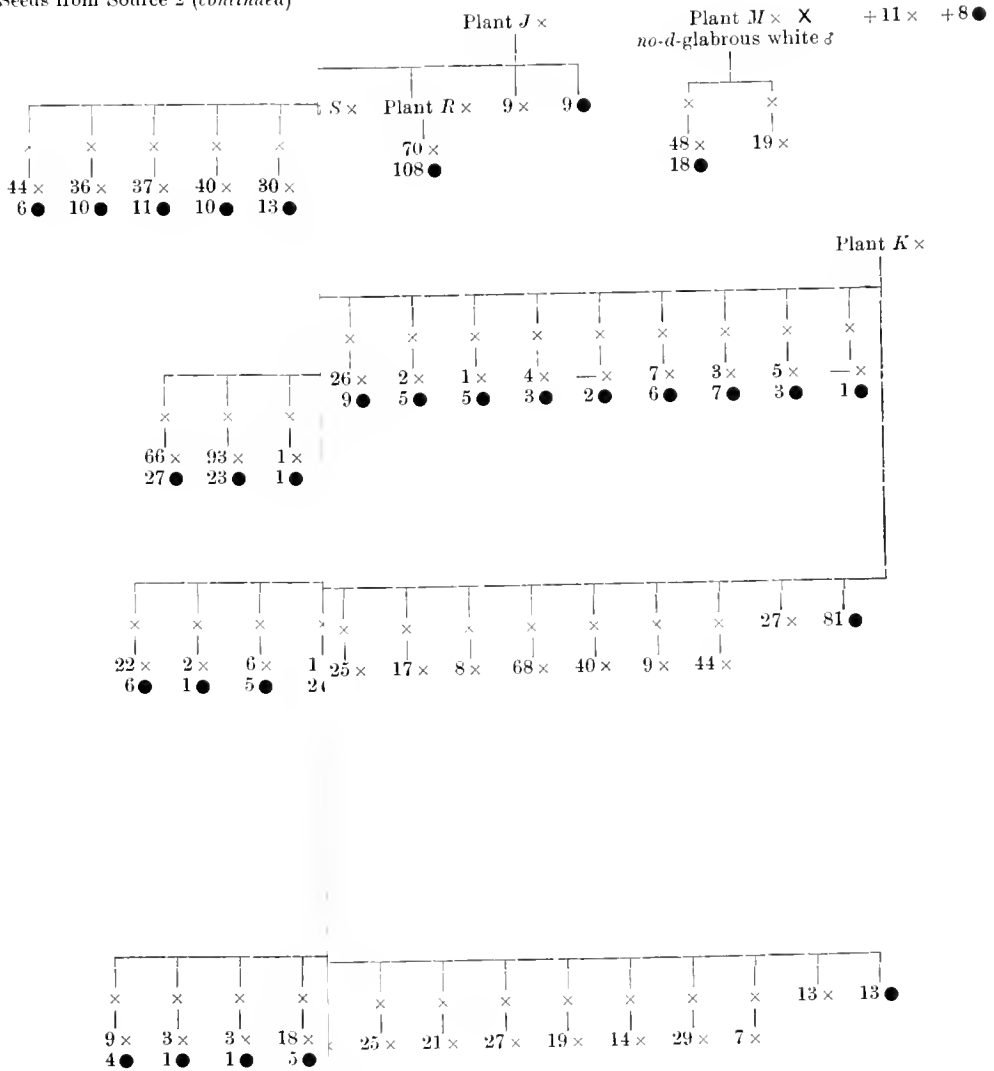 Seeds from Source 2 (continued)
Plant J ×
Plant M × X +11 × +8 ●
no-d-glabrous white ♂
S × Plant R × 9 × 9 ●
× ×
70 × 48 × 19 ×
108 ● 18 ●
× × × ×
44 × 36 × 37 × 40 × 30 ×
6 ● 10 ● 11 ● 10 ● 13 ●
Plant K ×
× × × × × × × × ×
26 × 2 × 1 × 4 × — × 7 × 3 × 5 × — ×
9 ● 5 ● 5 ● 3 ● 2 ● 6 ● 7 ● 3 ● 1 ●
× × ×
66 × 93 × 1 ×
27 ● 23 ● 1 ●
27 × 81 ●
× × × × × × × × × × ×
22 × 2 × 6 × 1 25 × 17 × 8 × 68 × 40 × 9 × 44 ×
6 ● 1 ● 5 ●
13 × 13 ●
× × × × × × × × × × ×
9 × 3 × 3 × 18 × 25 × 21 × 27 × 19 × 14 × 29 × 7 ×
4 ● 1 ● 1 ● 5 ●